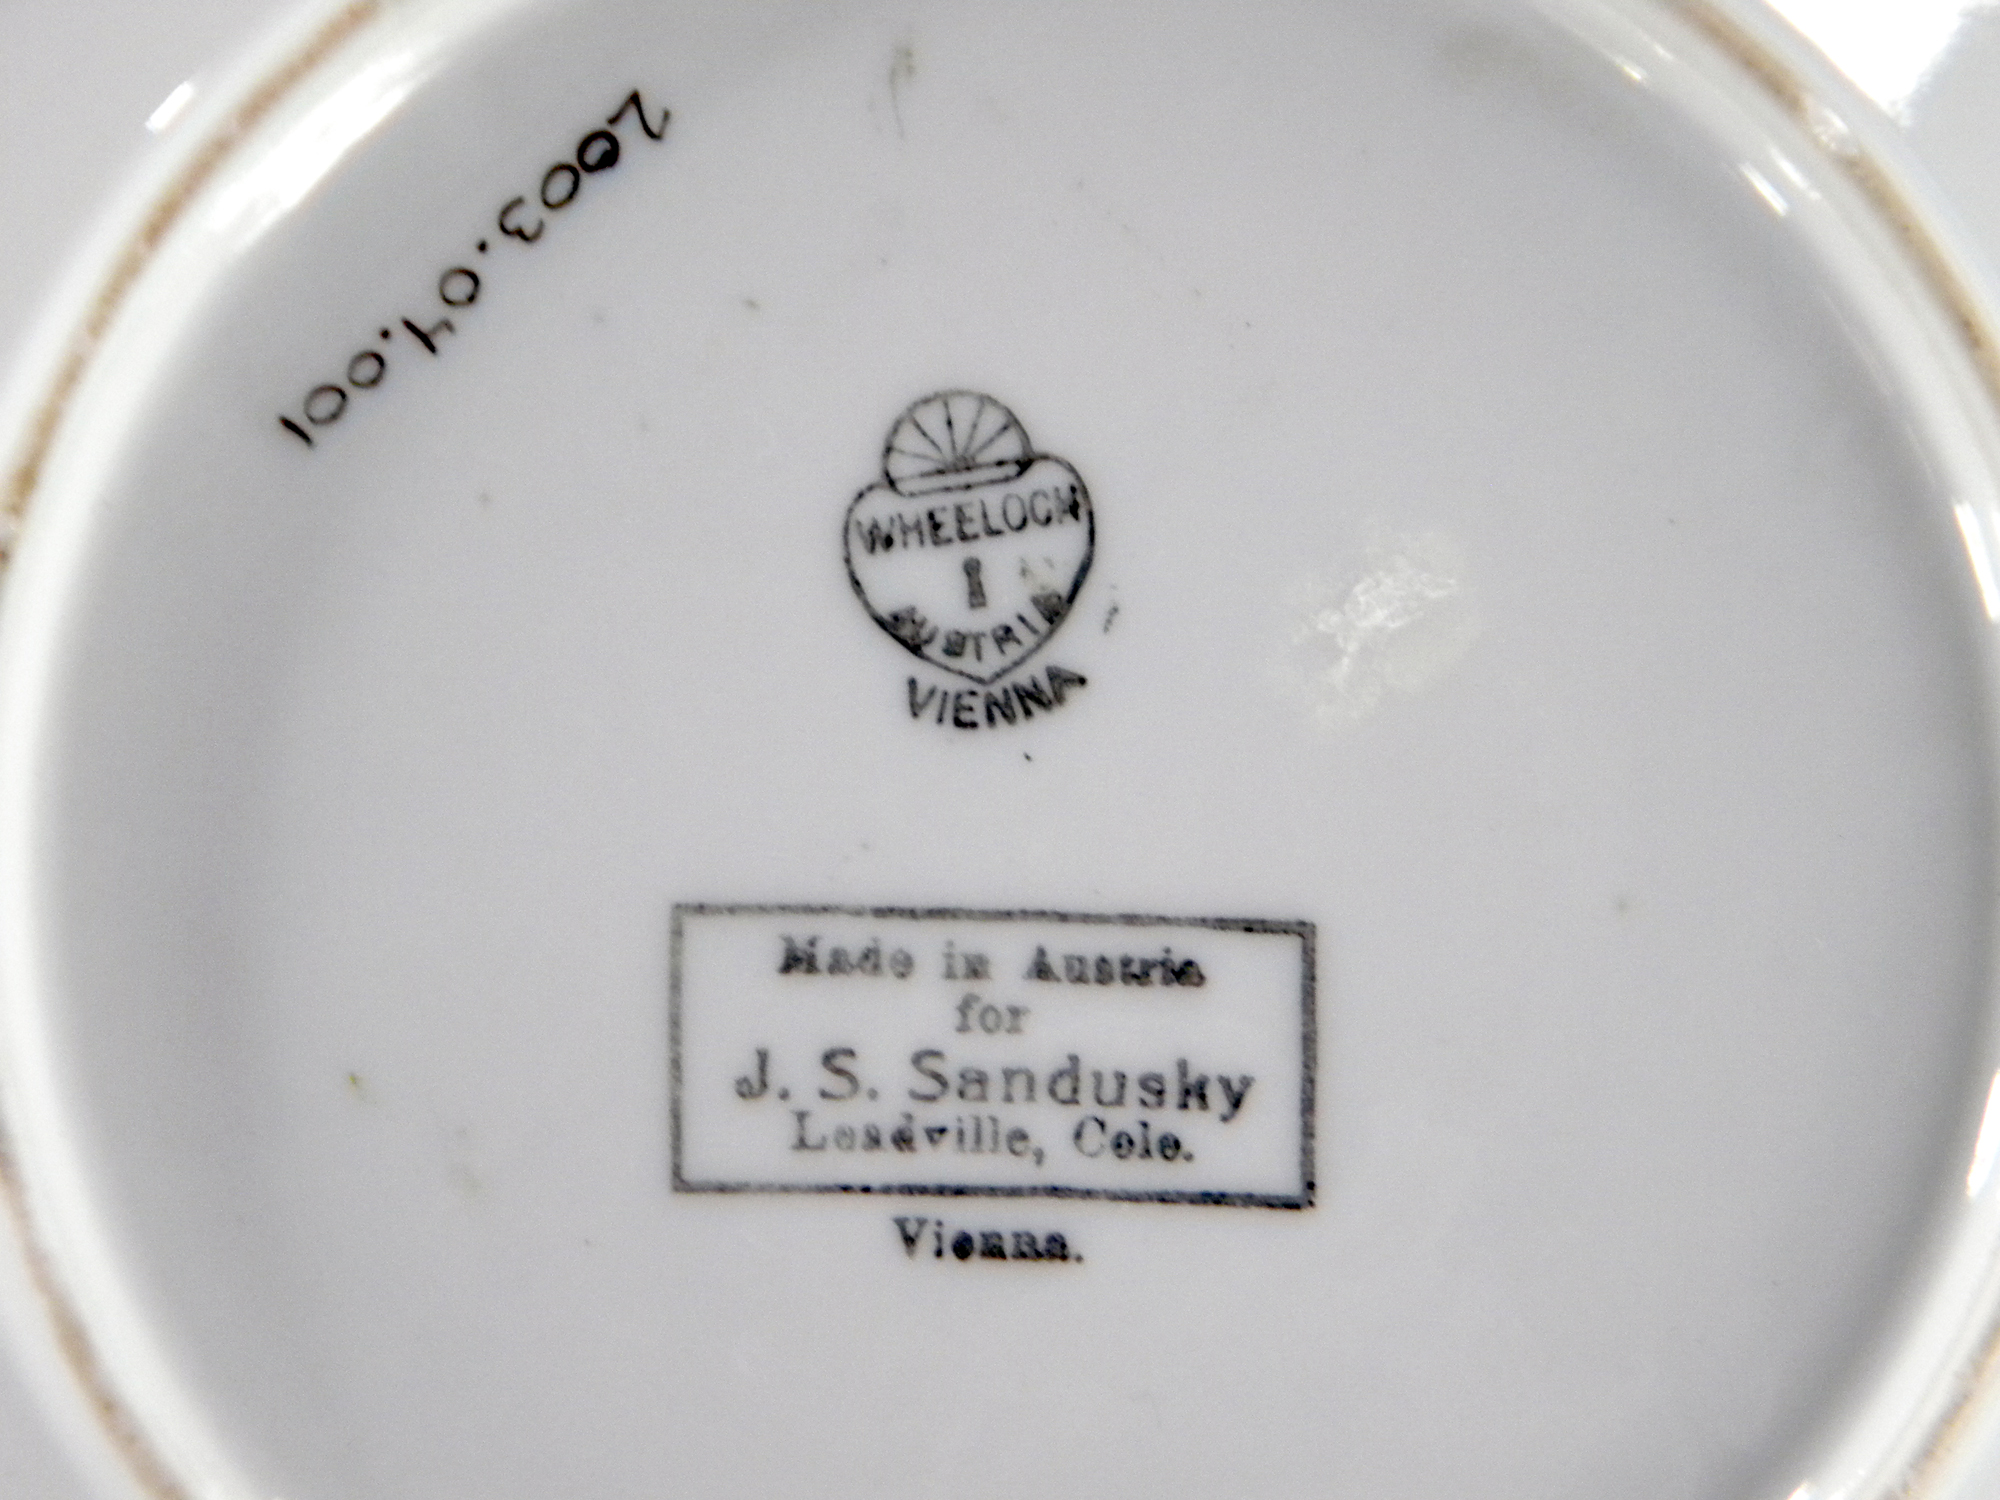 2003.04.001
WHEELOCK
AUSTRIA
VIENNA
Made in Austria
for
J. S. Sandusky
Leadville, Colo.
Vienna.